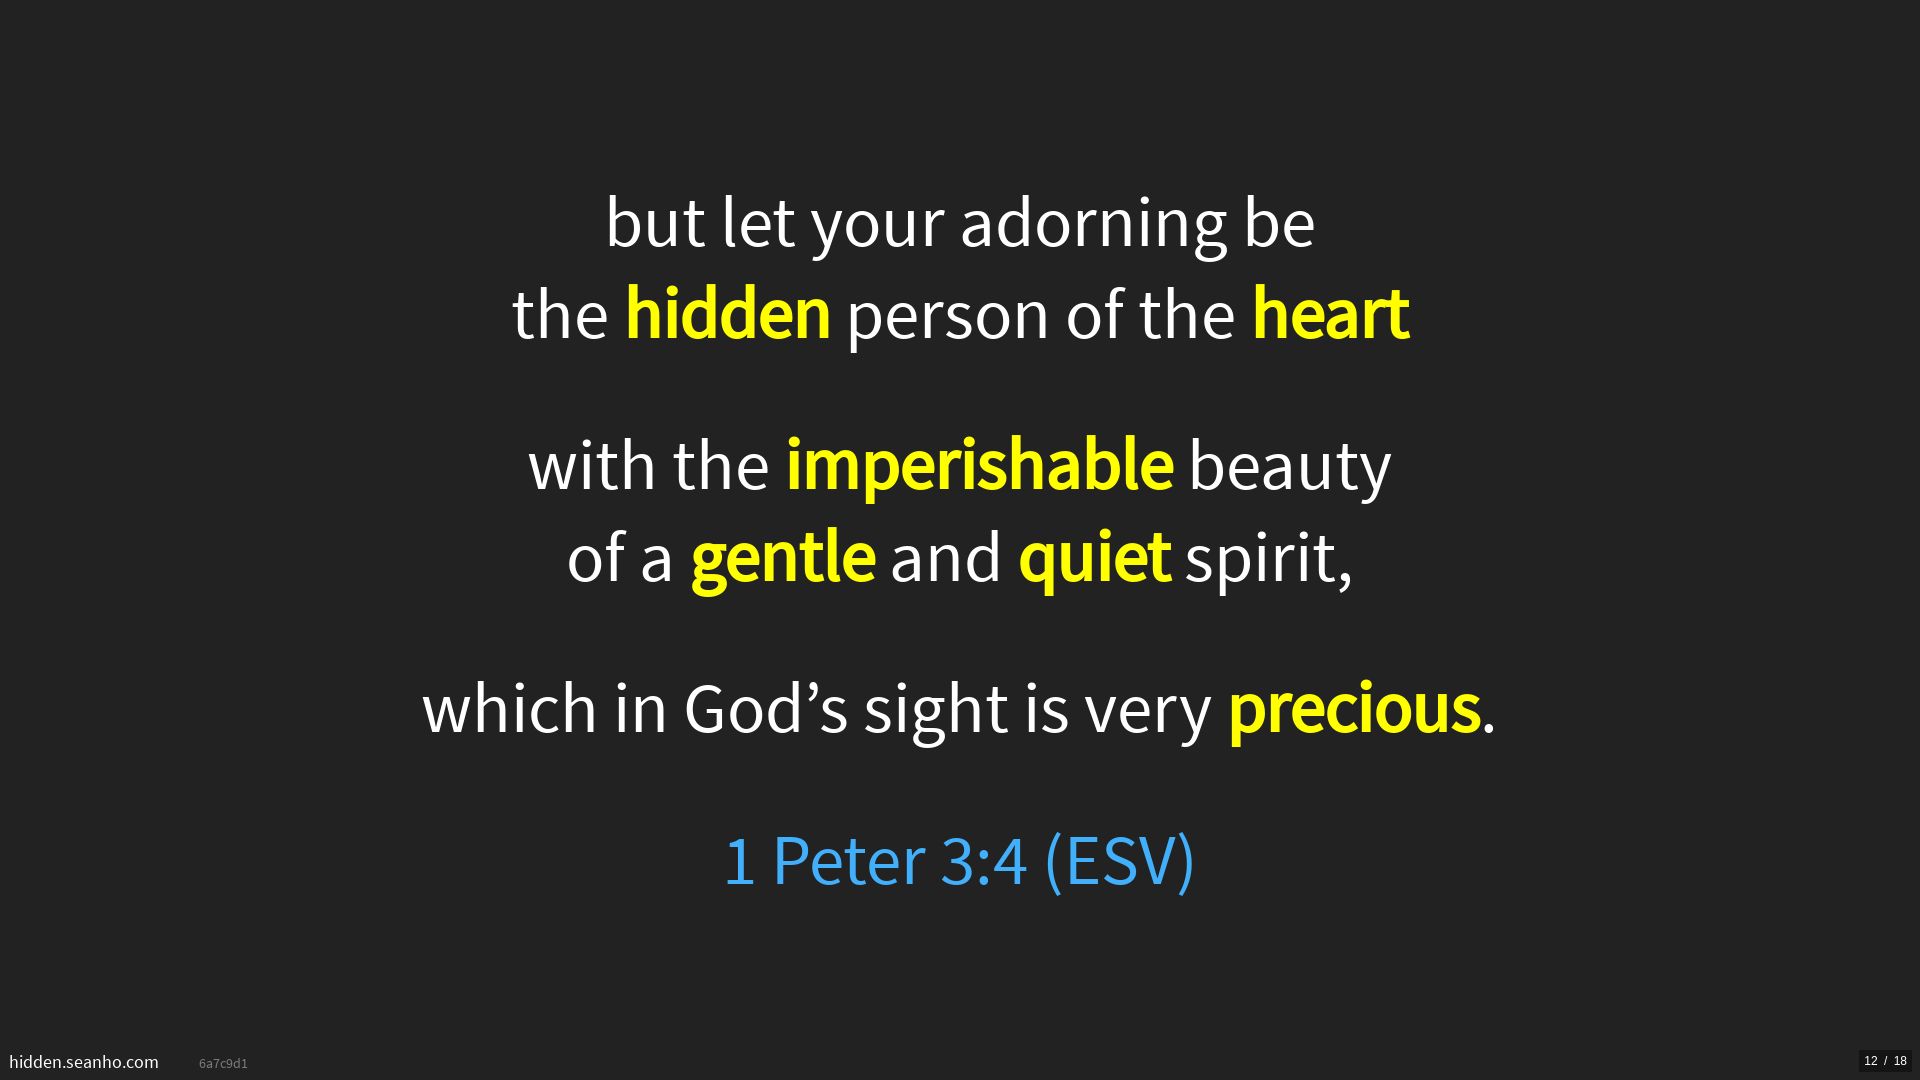 but let your adorning be
the hidden person of the heart
with the imperishable beauty
of a gentle and quiet spirit,
which in God’s sight is very precious.
1 Peter 3:4 (ESV)
hidden.seanho.com 6a7c9d1
12 / 18